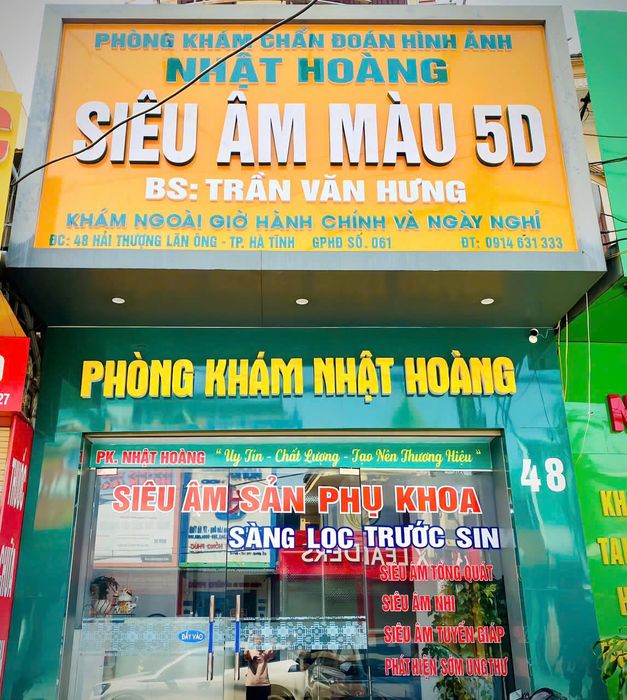 PHÒNG KHÁM CHẨN ĐOÁN HÌNH ẢNH
NHẬT HOÀNG
SIÊU ÂM MÀU 5D
BS: TRẦN VĂN HƯNG
KHÁM NGOÀI GIỜ HÀNH CHÍNH VÀ NGÀY NGHỈ
ĐC: 48 HẢI THƯỢNG LÃN ÔNG - TP. HÀ TĨNH GPHĐ SỐ. 061 ĐT: 0914 631 333
PHÒNG KHÁM NHẬT HOÀNG
PK. NHẬT HOÀNG "Uy Tín - Chất Lượng - Tạo Nên Thương Hiệu"
48
SIÊU ÂM SẢN PHỤ KHOA
SÀNG LỌC TRƯỚC SIN
SIÊU ÂM TỔNG QUÁT
SIÊU ÂM NHI
SIÊU ÂM TUYẾN GIÁP
PHÁT HIỆN SỚM UNG THƯ
ĐẨY VÀO
27